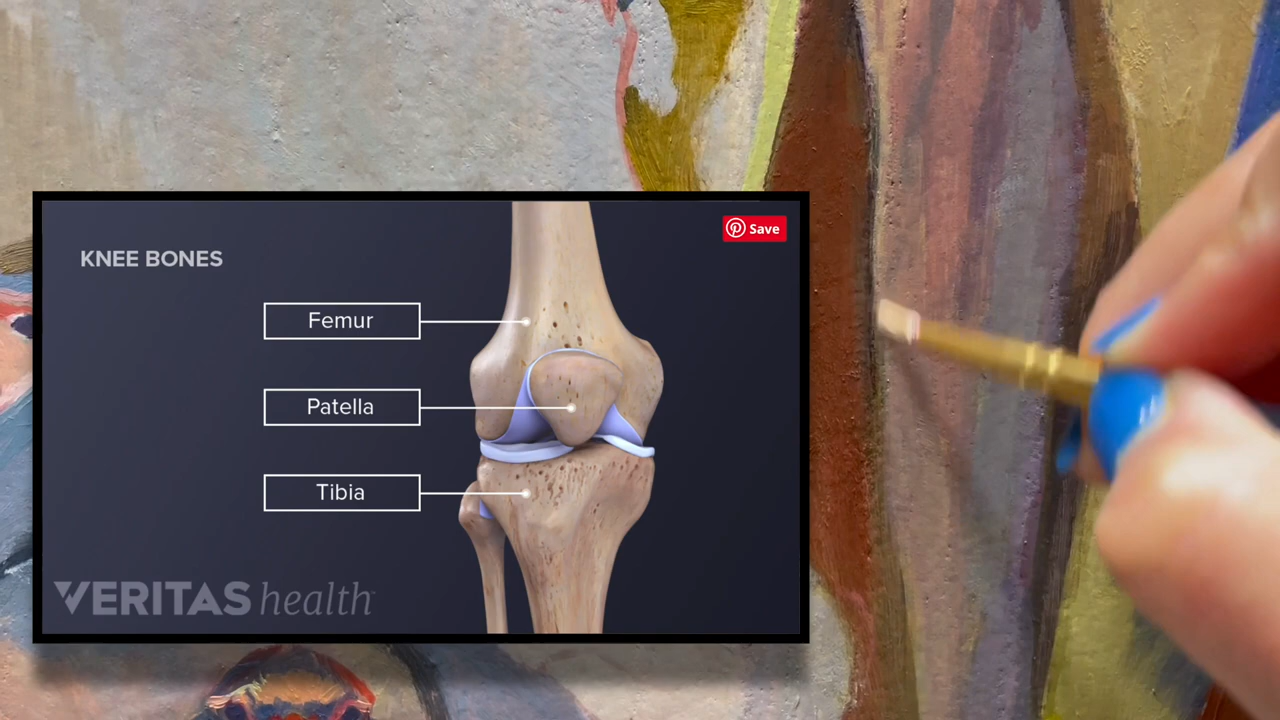 Save
KNEE BONES
Femur
Patella
Tibia
VERITAS health